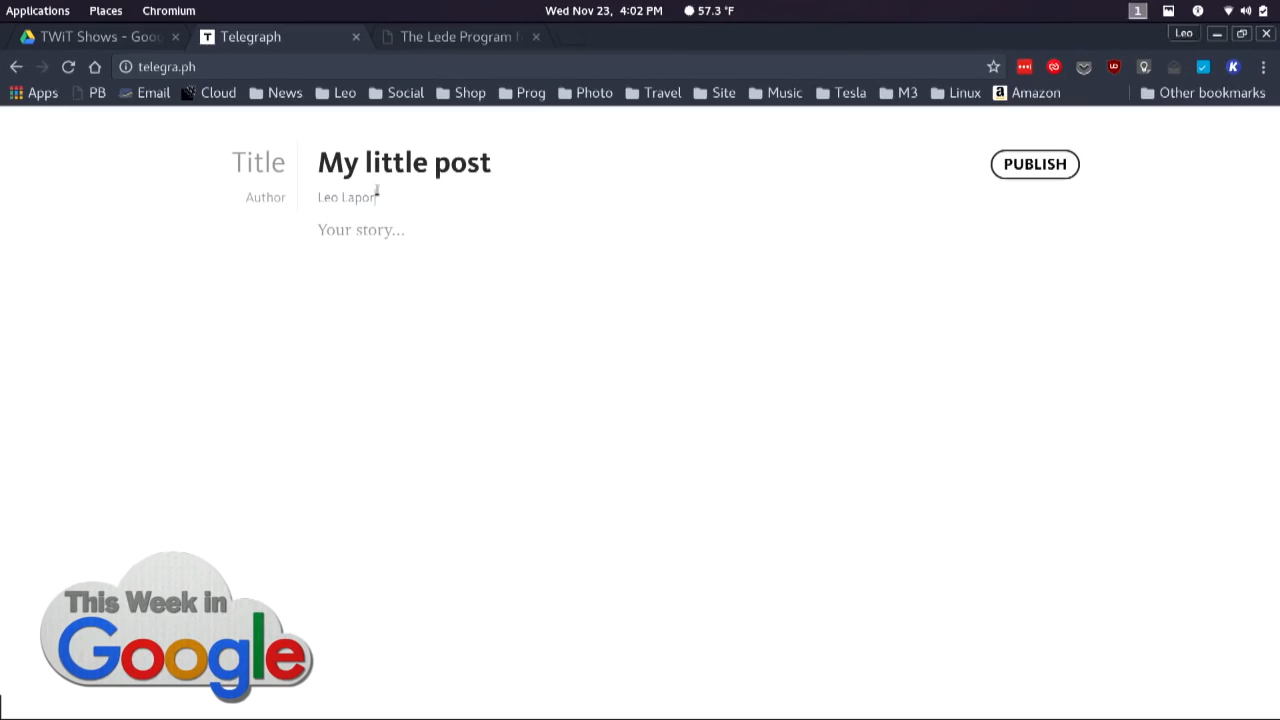 Applications Places Chromium Wed Nov 23, 4:02 PM 57.3 °F 1
TWiT Shows - Goo Telegraph The Lede Program f Leo
telegra.ph
Apps PB Email Cloud News Leo Social Shop Prog Photo Travel Site Music Tesla M3 Linux Amazon Other bookmarks
Title My little post PUBLISH
Author Leo Lapor
Your story...
This Week in
Google